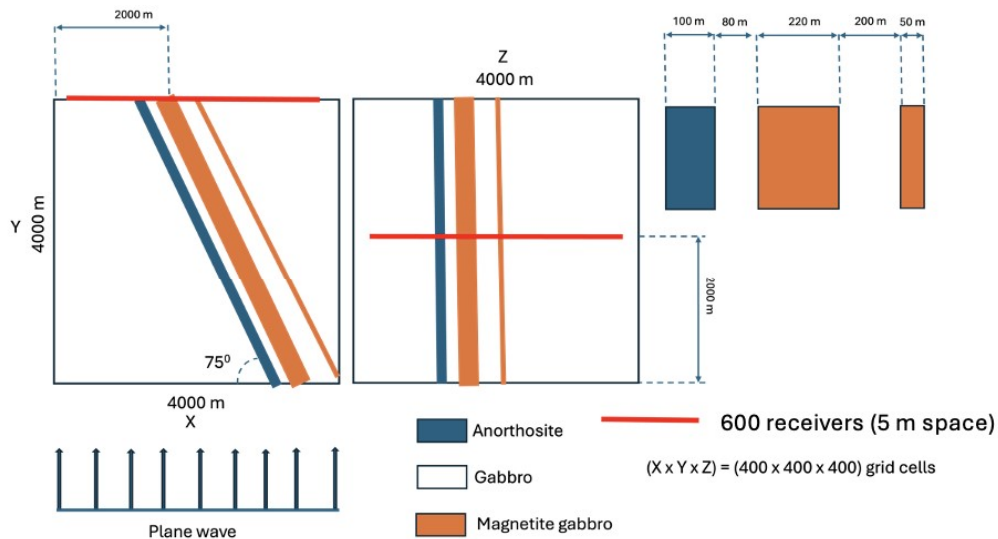 2000 m
Y
4000 m
75⁰
4000 m
X
Plane wave
Z
4000 m
2000 m
100 m
80 m
220 m
200 m
50 m
Anorthosite
Gabbro
Magnetite gabbro
600 receivers (5 m space)
(X x Y x Z) = (400 x 400 x 400) grid cells